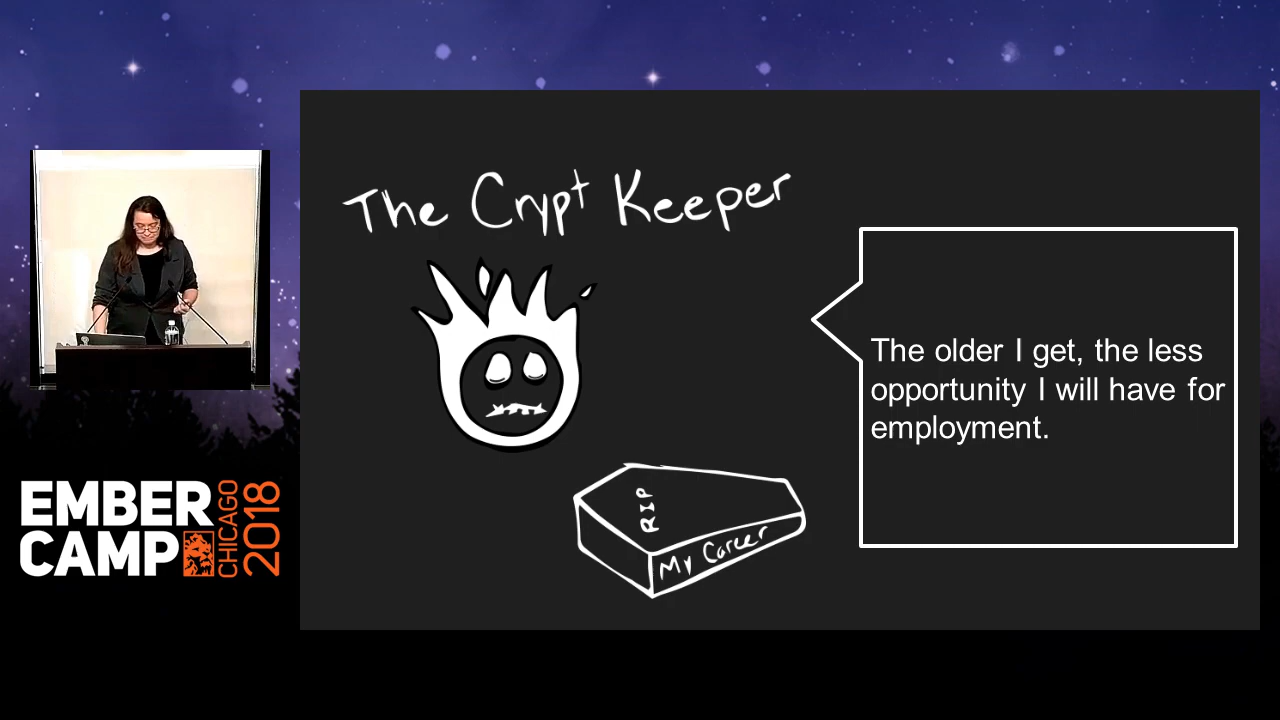 The Crypt Keeper
The older I get, the less
opportunity I will have for
employment.
RIP
My Career
EMBER
CAMP
CHICAGO
2018